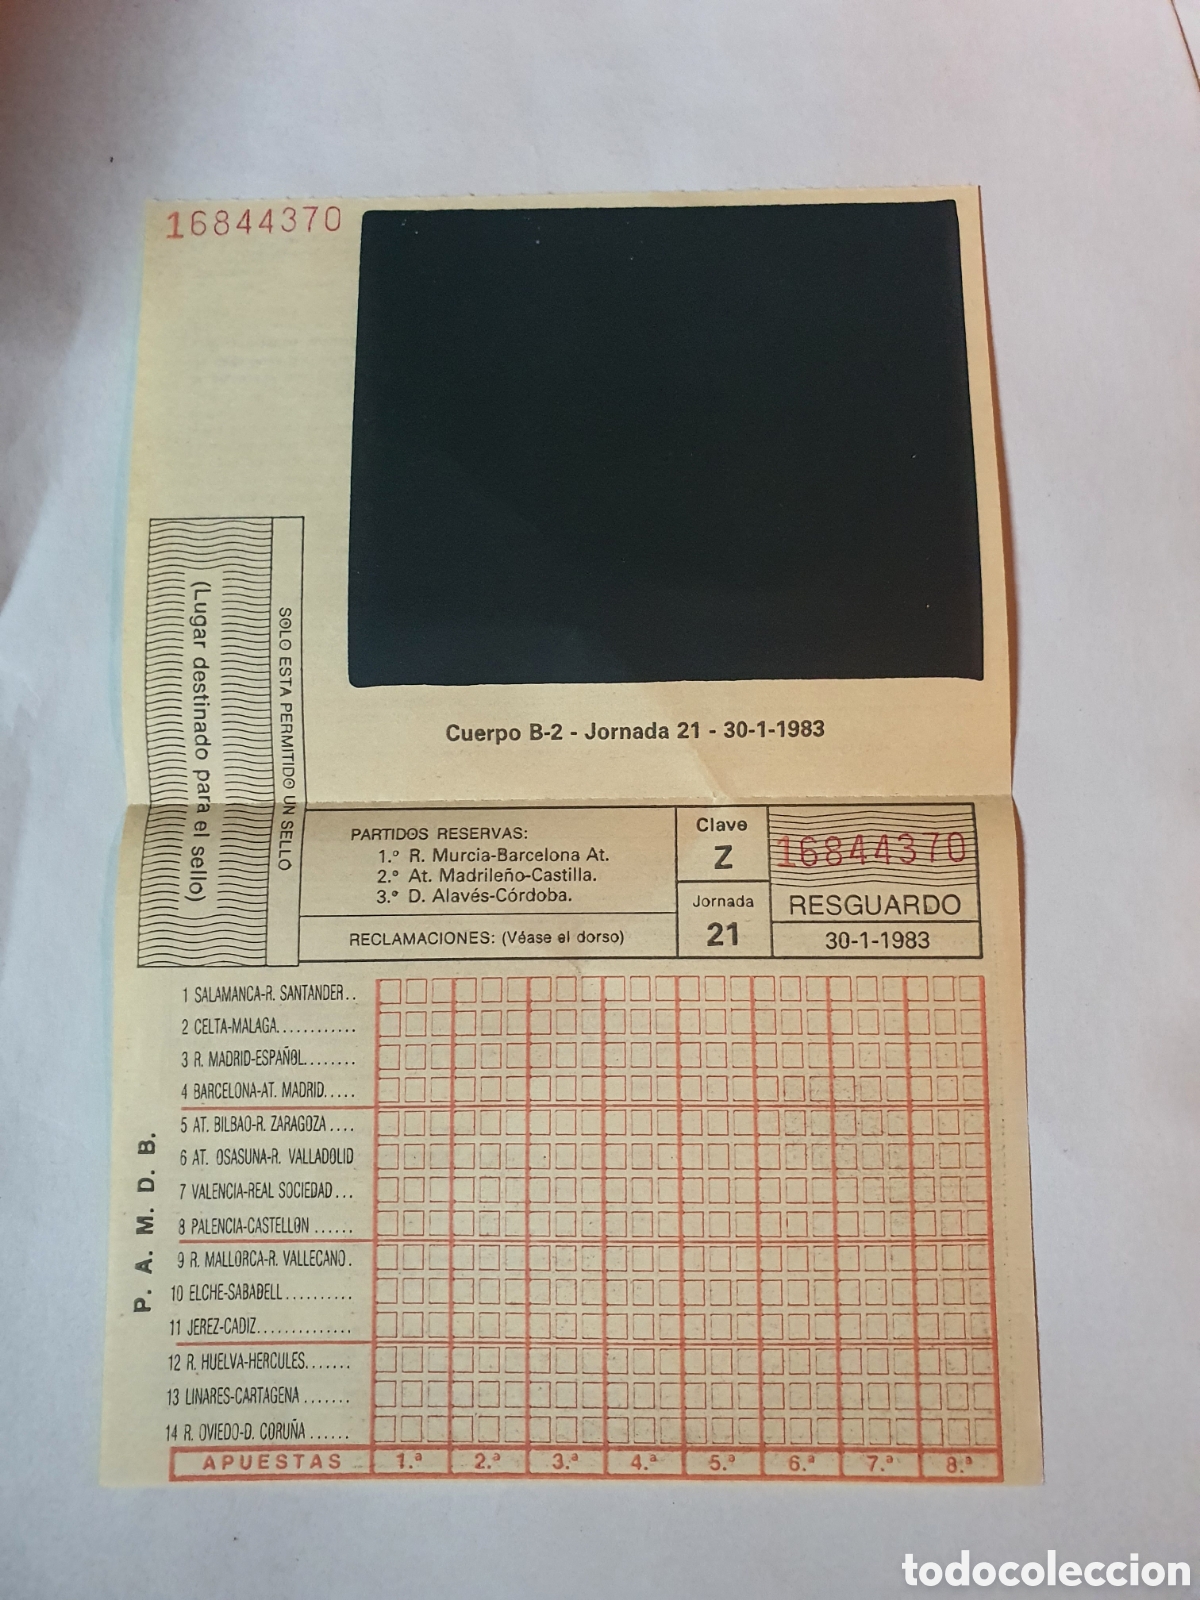 16844370
Cuerpo B-2 - Jornada 21 - 30-1-1983
SOLO ESTA PERMITIDO UN SELLO
(Lugar destinado para el sello)
PARTIDOS RESERVAS:
1.º R. Murcia-Barcelona At.
2.º At. Madrileño-Castilla.
3.º D. Alavés-Córdoba.
RECLAMACIONES: (Véase el dorso)
Clave
Z
Jornada
21
16844370
RESGUARDO
30-1-1983
P. A. M. D. B.
1 SALAMANCA-R. SANTANDER..
2 CELTA-MALAGA............
3 R. MADRID-ESPAÑOL........
4 BARCELONA-AT. MADRID.....
5 AT. BILBAO-R. ZARAGOZA....
6 AT. OSASUNA-R. VALLADOLID
7 VALENCIA-REAL SOCIEDAD...
8 PALENCIA-CASTELLON ......
9 R. MALLORCA-R. VALLECANO.
10 ELCHE-SABADELL..........
11 JEREZ-CADIZ..............
12 R. HUELVA-HERCULES.......
13 LINARES-CARTAGENA .......
14 R. OVIEDO-D. CORUÑA ......
APUESTAS 1.ª 2.ª 3.ª 4.ª 5.ª 6.ª 7.ª 8.ª
todocoleccion